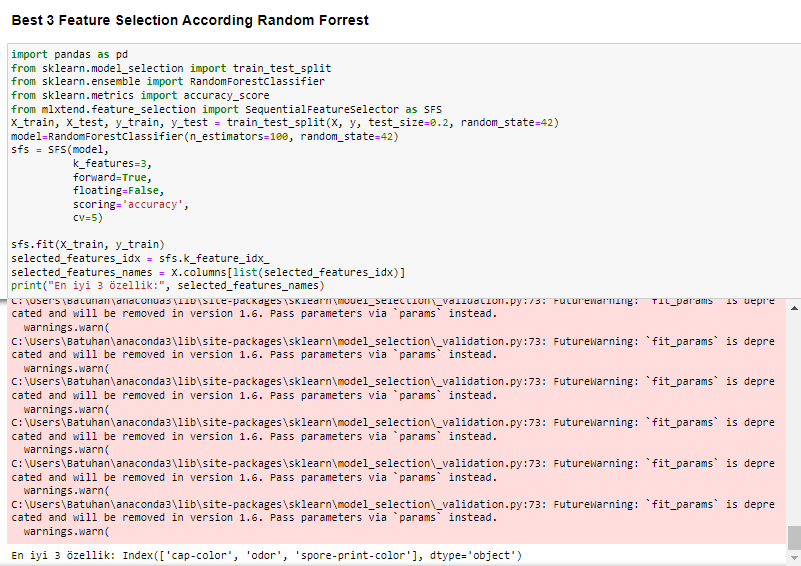 Best 3 Feature Selection According Random Forrest
import pandas as pd
from sklearn.model_selection import train_test_split
from sklearn.ensemble import RandomForestClassifier
from sklearn.metrics import accuracy_score
from mlxtend.feature_selection import SequentialFeatureSelector as SFS
X_train, X_test, y_train, y_test = train_test_split(X, y, test_size=0.2, random_state=42)
model=RandomForestClassifier(n_estimators=100, random_state=42)
sfs = SFS(model,
k_features=3,
forward=True,
floating=False,
scoring='accuracy',
cv=5)
sfs.fit(X_train, y_train)
selected_features_idx = sfs.k_feature_idx_
selected_features_names = X.columns[list(selected_features_idx)]
print("En iyi 3 özellik:", selected_features_names)
C:\Users\Batuhan\anaconda3\lib\site-packages\sklearn\model_selection\_validation.py:73: FutureWarning: `fit_params` is depre
cated and will be removed in version 1.6. Pass parameters via `params` instead.
warnings.warn(
C:\Users\Batuhan\anaconda3\lib\site-packages\sklearn\model_selection\_validation.py:73: FutureWarning: `fit_params` is depre
cated and will be removed in version 1.6. Pass parameters via `params` instead.
warnings.warn(
C:\Users\Batuhan\anaconda3\lib\site-packages\sklearn\model_selection\_validation.py:73: FutureWarning: `fit_params` is depre
cated and will be removed in version 1.6. Pass parameters via `params` instead.
warnings.warn(
C:\Users\Batuhan\anaconda3\lib\site-packages\sklearn\model_selection\_validation.py:73: FutureWarning: `fit_params` is depre
cated and will be removed in version 1.6. Pass parameters via `params` instead.
warnings.warn(
C:\Users\Batuhan\anaconda3\lib\site-packages\sklearn\model_selection\_validation.py:73: FutureWarning: `fit_params` is depre
cated and will be removed in version 1.6. Pass parameters via `params` instead.
warnings.warn(
C:\Users\Batuhan\anaconda3\lib\site-packages\sklearn\model_selection\_validation.py:73: FutureWarning: `fit_params` is depre
cated and will be removed in version 1.6. Pass parameters via `params` instead.
warnings.warn(
En iyi 3 özellik: Index(['cap-color', 'odor', 'spore-print-color'], dtype='object')